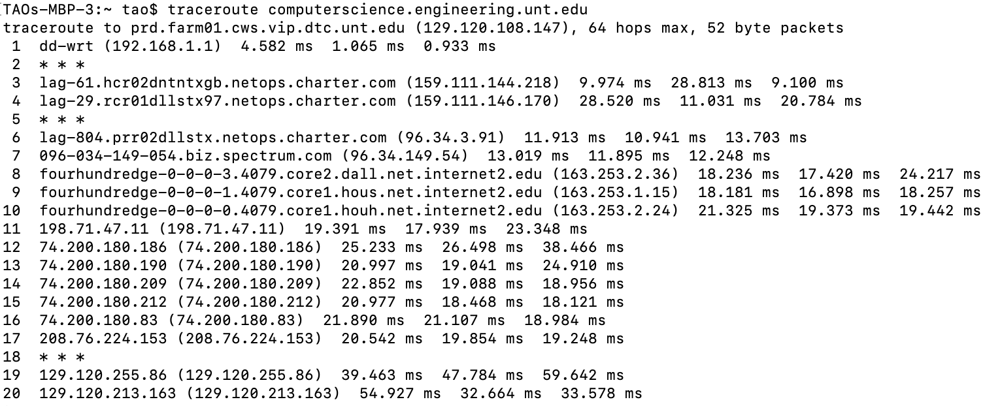 TAOs-MBP-3:~ tao$ traceroute computerscience.engineering.unt.edu
traceroute to prd.farm01.cws.vip.dtc.unt.edu (129.120.108.147), 64 hops max, 52 byte packets
 1  dd-wrt (192.168.1.1)  4.582 ms  1.065 ms  0.933 ms
 2  * * *
 3  lag-61.hcr02dntntxgb.netops.charter.com (159.111.144.218)  9.974 ms  28.813 ms  9.100 ms
 4  lag-29.rcr01dllstx97.netops.charter.com (159.111.146.170)  28.520 ms  11.031 ms  20.784 ms
 5  * * *
 6  lag-804.prr02dllstx.netops.charter.com (96.34.3.91)  11.913 ms  10.941 ms  13.703 ms
 7  096-034-149-054.biz.spectrum.com (96.34.149.54)  13.019 ms  11.895 ms  12.248 ms
 8  fourhundredge-0-0-0-3.4079.core2.dall.net.internet2.edu (163.253.2.36)  18.236 ms  17.420 ms  24.217 ms
 9  fourhundredge-0-0-0-1.4079.core1.hous.net.internet2.edu (163.253.1.15)  18.181 ms  16.898 ms  18.257 ms
10  fourhundredge-0-0-0-0.4079.core1.houh.net.internet2.edu (163.253.2.24)  21.325 ms  19.373 ms  19.442 ms
11  198.71.47.11 (198.71.47.11)  19.391 ms  17.939 ms  23.348 ms
12  74.200.180.186 (74.200.180.186)  25.233 ms  26.498 ms  38.466 ms
13  74.200.180.190 (74.200.180.190)  20.997 ms  19.041 ms  24.910 ms
14  74.200.180.209 (74.200.180.209)  22.852 ms  19.088 ms  18.956 ms
15  74.200.180.212 (74.200.180.212)  20.977 ms  18.468 ms  18.121 ms
16  74.200.180.83 (74.200.180.83)  21.890 ms  21.107 ms  18.984 ms
17  208.76.224.153 (208.76.224.153)  20.542 ms  19.854 ms  19.248 ms
18  * * *
19  129.120.255.86 (129.120.255.86)  39.463 ms  47.784 ms  59.642 ms
20  129.120.213.163 (129.120.213.163)  54.927 ms  32.664 ms  33.578 ms